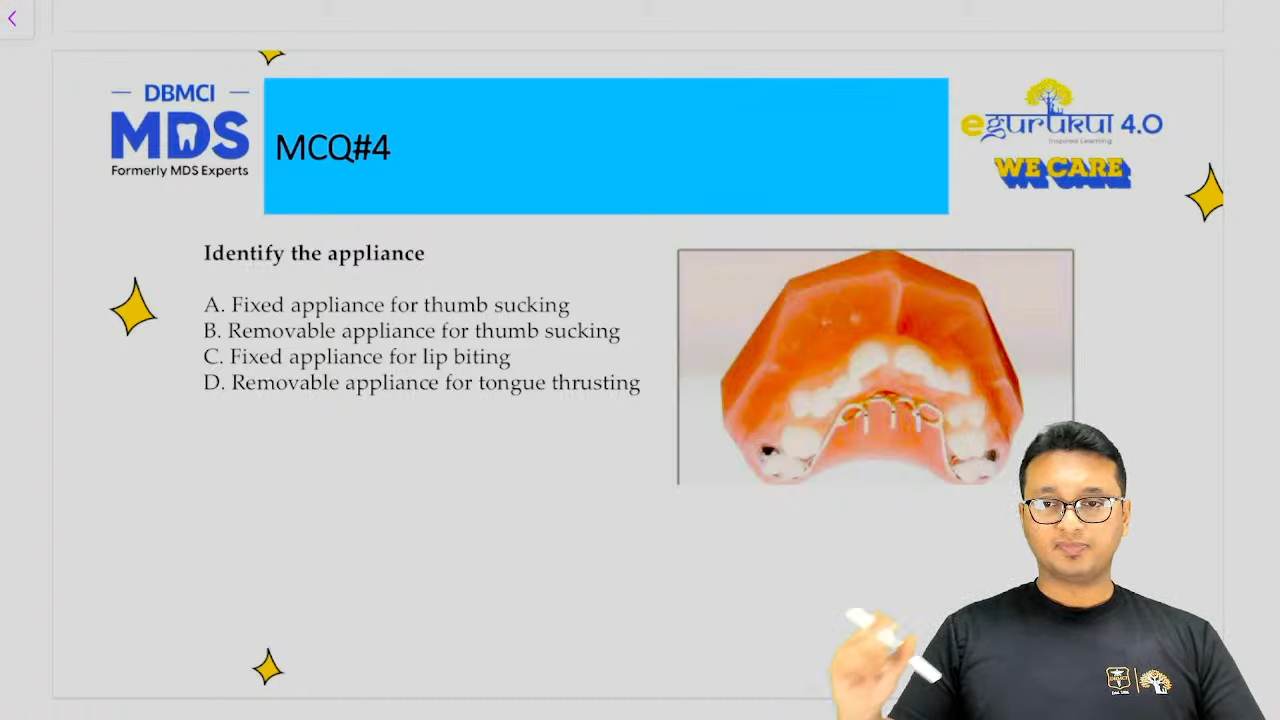 DBMCI
MDS
Formerly MDS Experts
MCQ#4
eGURUKUL 4.0
Inspired Learning
WE CARE
Identify the appliance
A. Fixed appliance for thumb sucking
B. Removable appliance for thumb sucking
C. Fixed appliance for lip biting
D. Removable appliance for tongue thrusting